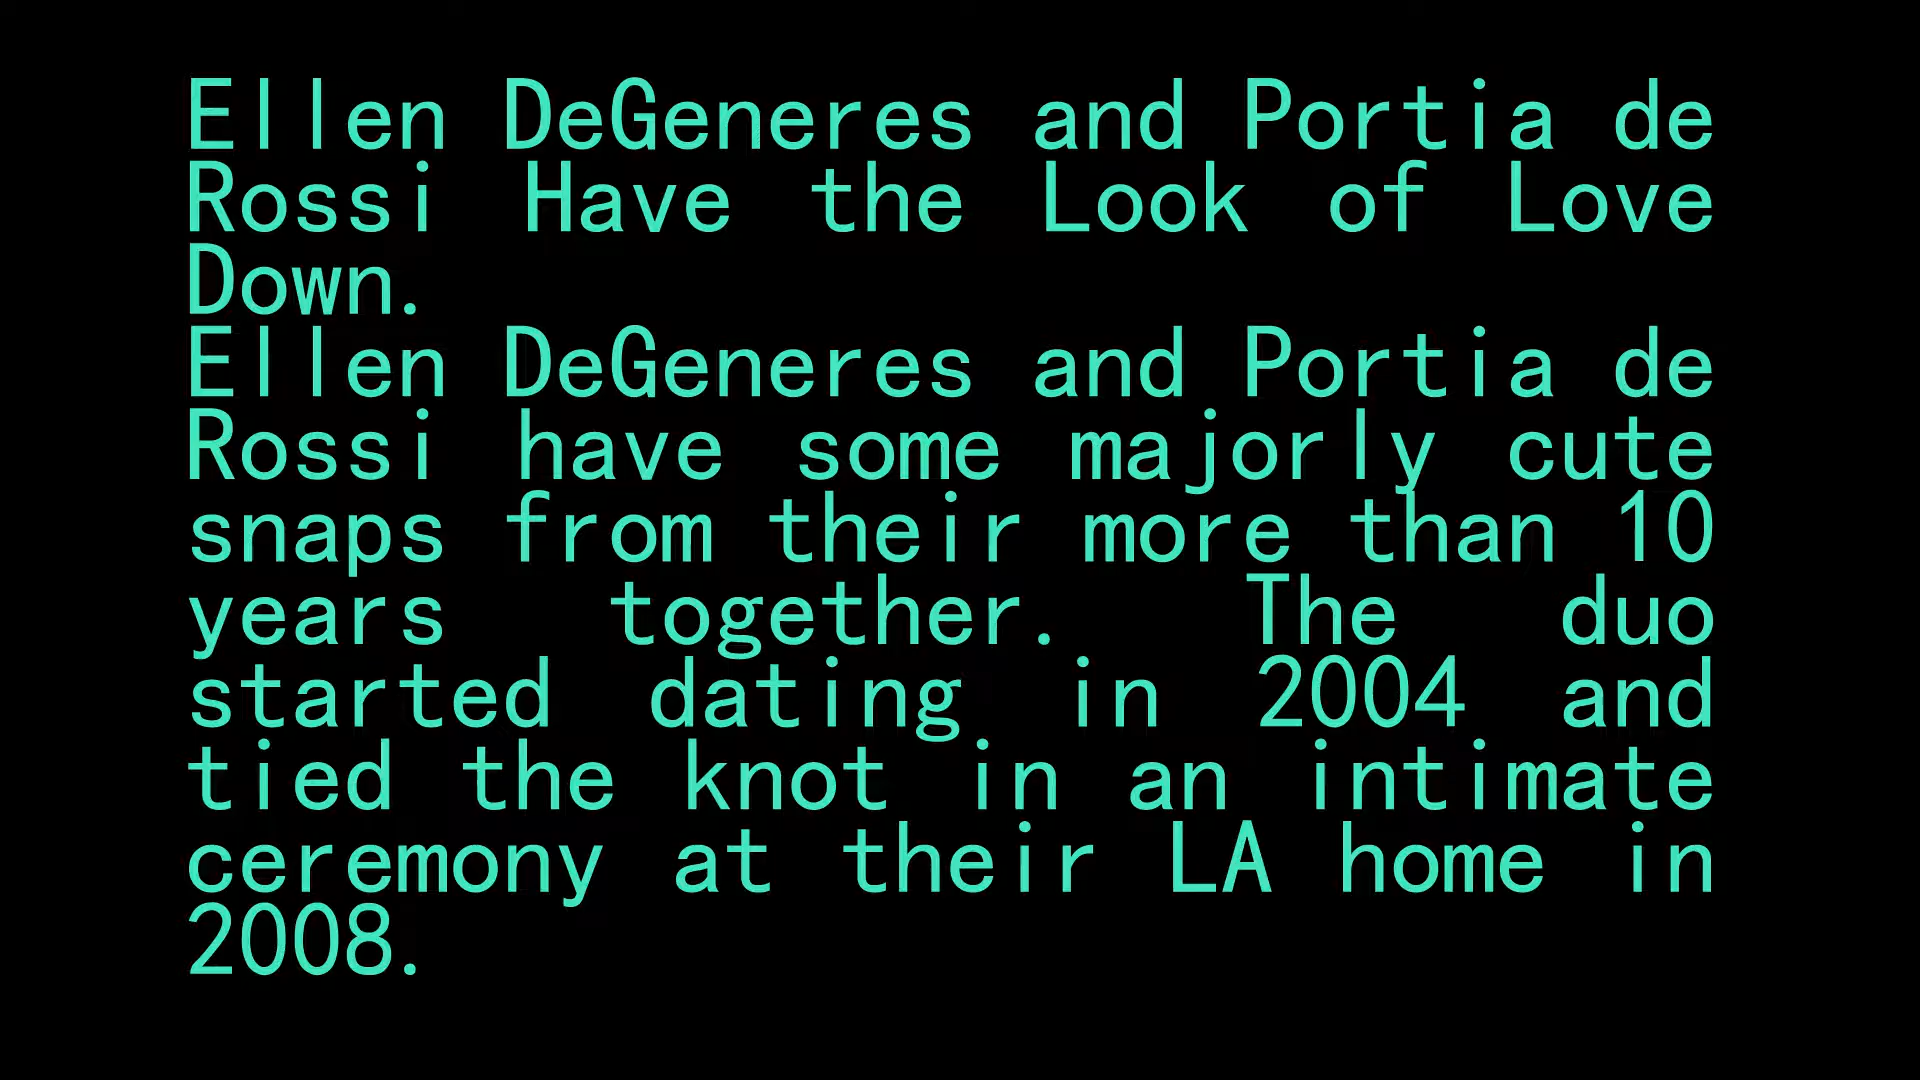 Ellen DeGeneres and Portia de
Rossi Have the Look of Love
Down.
Ellen DeGeneres and Portia de
Rossi have some majorly cute
snaps from their more than 10
years together. The duo
started dating in 2004 and
tied the knot in an intimate
ceremony at their LA home in
2008.